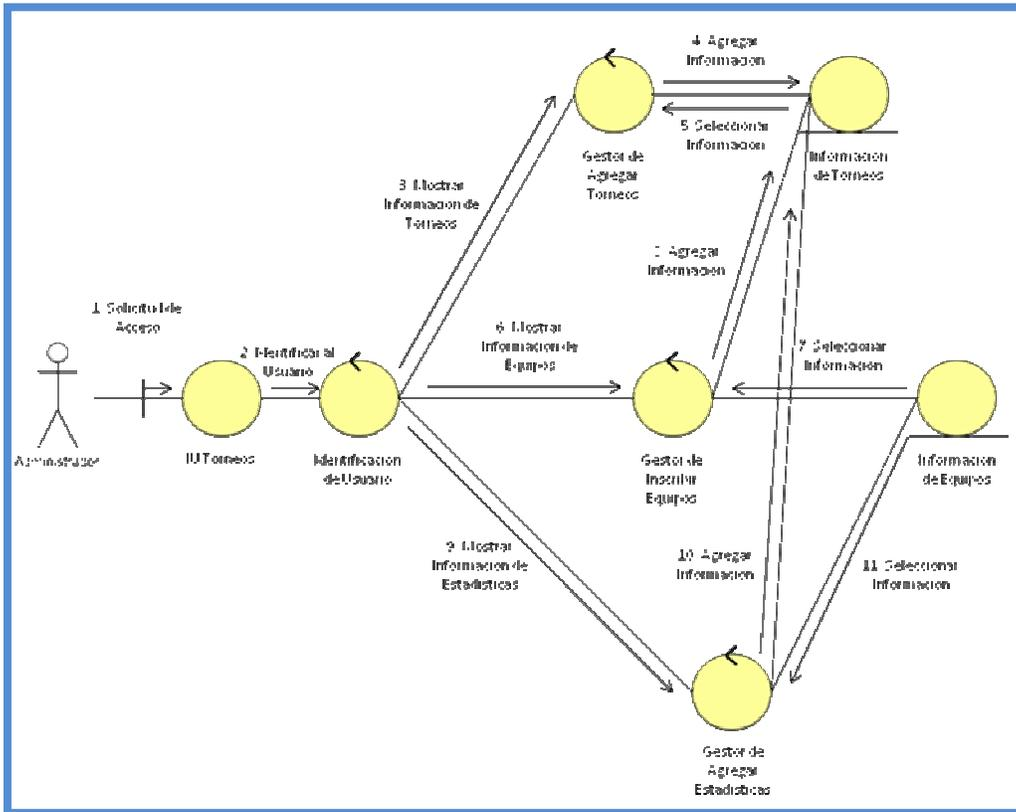 4 Agregar
Informacion
5 Seleccionar
Informacion
Gestor de
Agregar
Torneos
Informacion
de Torneos
3 Mostrar
Informacion de
Torneos
Agregar
Informacion
1 Solicitud de
Acceso
2 Identificar al
Usuario
6 Mostrar
Informacion de
Equipos
7 Seleccionar
Informacion
Administrador
IU Torneos
Identificacion
de Usuario
Gestor de
Inscribir
Equipos
Informacion
de Equipos
9 Mostrar
Informacion de
Estadisticas
10 Agregar
Informacion
11 Seleccionar
Informacion
Gestor de
Agregar
Estadisticas